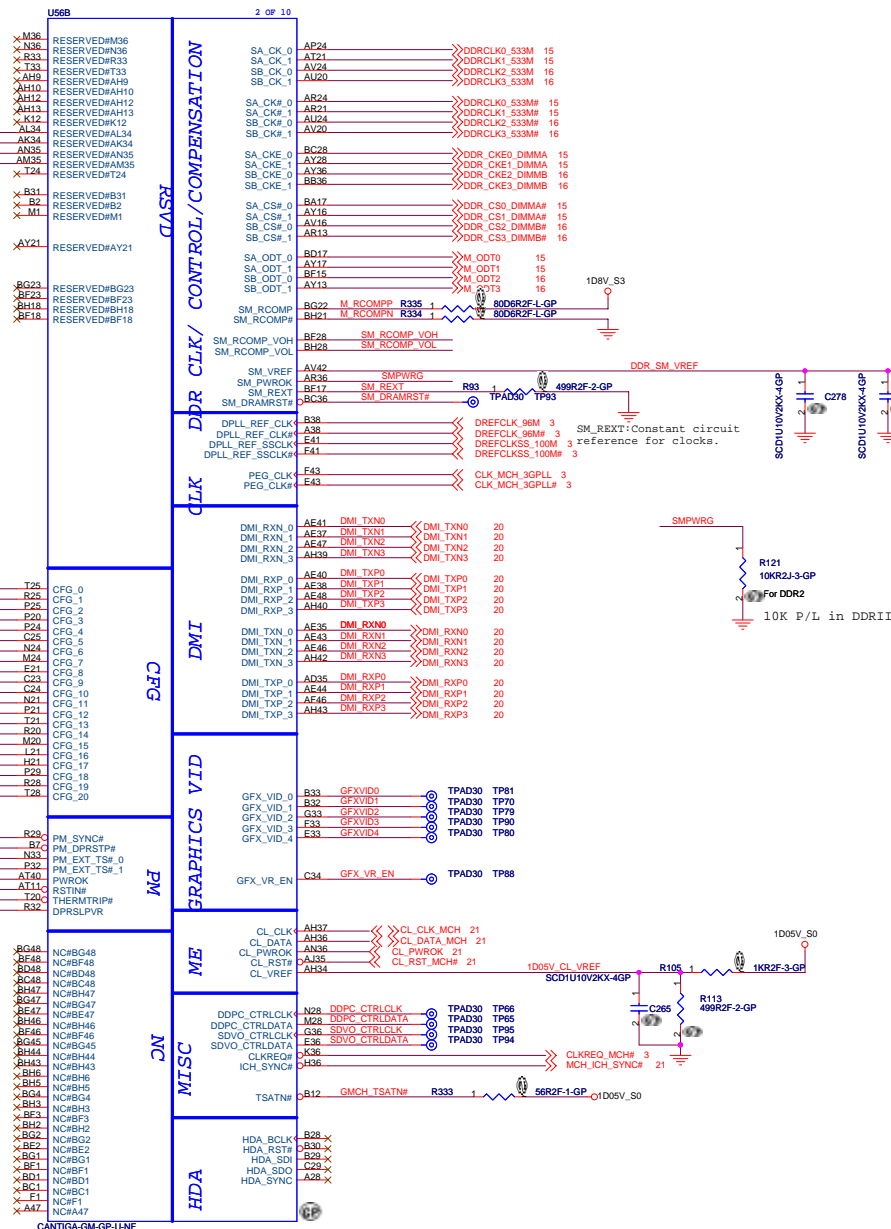 U56B
2 OF 10
M36 RESERVED#M36
N36 RESERVED#N36
R33 RESERVED#R33
T33 RESERVED#T33
AH9 RESERVED#AH9
AH10 RESERVED#AH10
AH12 RESERVED#AH12
AH13 RESERVED#AH13
K12 RESERVED#K12
AL34 RESERVED#AL34
AK34 RESERVED#AK34
AN35 RESERVED#AN35
AM35 RESERVED#AM35
T24 RESERVED#T24
B31 RESERVED#B31
B2 RESERVED#B2
M1 RESERVED#M1
AY21 RESERVED#AY21
BG23 RESERVED#BG23
BF23 RESERVED#BF23
BH18 RESERVED#BH18
BF18 RESERVED#BF18
RSVD
T25 CFG_0
R25 CFG_1
P25 CFG_2
P20 CFG_3
P24 CFG_4
C25 CFG_5
N24 CFG_6
M24 CFG_7
E21 CFG_8
C23 CFG_9
C24 CFG_10
N21 CFG_11
P21 CFG_12
T21 CFG_13
R20 CFG_14
M20 CFG_15
L21 CFG_16
H21 CFG_17
P29 CFG_18
R28 CFG_19
T28 CFG_20
CFG
R29 PM_SYNC#
B7 PM_DPRSTP#
N33 PM_EXT_TS#_0
P32 PM_EXT_TS#_1
AT40 PWROK
AT11 RSTIN#
T20 THERMTRIP#
R32 DPRSLPVR
PM
BG48 NC#BG48
BF48 NC#BF48
BD48 NC#BD48
BC48 NC#BC48
BH47 NC#BH47
BG47 NC#BG47
BE47 NC#BE47
BH46 NC#BH46
BF46 NC#BF46
BG45 NC#BG45
BH44 NC#BH44
BH43 NC#BH43
BH6 NC#BH6
BH5 NC#BH5
BG4 NC#BG4
BH3 NC#BH3
BF3 NC#BF3
BH2 NC#BH2
BG2 NC#BG2
BE2 NC#BE2
BG1 NC#BG1
BF1 NC#BF1
BD1 NC#BD1
BC1 NC#BC1
F1 NC#F1
A47 NC#A47
NC
CANTIGA-GM-GP-U-NF
DDR CLK/ CONTROL/COMPENSATION
SA_CK_0 AP24 DDRCLK0_533M 15
SA_CK_1 AT21 DDRCLK1_533M 15
SB_CK_0 AV24 DDRCLK2_533M 16
SB_CK_1 AU20 DDRCLK3_533M 16
SA_CK#_0 AR24 DDRCLK0_533M# 15
SA_CK#_1 AR21 DDRCLK1_533M# 15
SB_CK#_0 AU24 DDRCLK2_533M# 16
SB_CK#_1 AV20 DDRCLK3_533M# 16
SA_CKE_0 BC28 DDR_CKE0_DIMMA 15
SA_CKE_1 AY28 DDR_CKE1_DIMMA 15
SB_CKE_0 AY36 DDR_CKE2_DIMMB 16
SB_CKE_1 BB36 DDR_CKE3_DIMMB 16
SA_CS#_0 BA17 DDR_CS0_DIMMA# 15
SA_CS#_1 AY16 DDR_CS1_DIMMA# 15
SB_CS#_0 AV16 DDR_CS2_DIMMB# 16
SB_CS#_1 AR13 DDR_CS3_DIMMB# 16
SA_ODT_0 BD17 M_ODT0 15
SA_ODT_1 AY17 M_ODT1 15
SB_ODT_0 BF15 M_ODT2 16
SB_ODT_1 AY13 M_ODT3 16
1D8V_S3
SM_RCOMP BG22 M_RCOMPP R335 1 80D6R2F-L-GP
SM_RCOMP# BH21 M_RCOMPN R334 1 80D6R2F-L-GP
SM_RCOMP_VOH BF28 SM_RCOMP_VOH
SM_RCOMP_VOL BH28 SM_RCOMP_VOL
SM_VREF AV42 DDR_SM_VREF
SM_PWROK AR36 SMPWRG
SM_REXT BF17 SM_REXT R93 1 499R2F-2-GP
SM_DRAMRST# BC36 SM_DRAMRST# TPAD30 TP93
SCD1U10V2KX-4GP 1 2 C278
SCD1U10V2KX-4GP 1 2
SM_REXT:Constant circuit
reference for clocks.
CLK
DPLL_REF_CLK B38 DREFCLK_96M 3
DPLL_REF_CLK# A38 DREFCLK_96M# 3
DPLL_REF_SSCLK E41 DREFCLKSS_100M 3
DPLL_REF_SSCLK# F41 DREFCLKSS_100M# 3
PEG_CLK F43 CLK_MCH_3GPLL 3
PEG_CLK# E43 CLK_MCH_3GPLL# 3
DMI
DMI_RXN_0 AE41 DMI_TXN0 DMI_TXN0 20
DMI_RXN_1 AE37 DMI_TXN1 DMI_TXN1 20
DMI_RXN_2 AE47 DMI_TXN2 DMI_TXN2 20
DMI_RXN_3 AH39 DMI_TXN3 DMI_TXN3 20
DMI_RXP_0 AE40 DMI_TXP0 DMI_TXP0 20
DMI_RXP_1 AE38 DMI_TXP1 DMI_TXP1 20
DMI_RXP_2 AE48 DMI_TXP2 DMI_TXP2 20
DMI_RXP_3 AH40 DMI_TXP3 DMI_TXP3 20
DMI_TXN_0 AE35 DMI_RXN0 DMI_RXN0 20
DMI_TXN_1 AE43 DMI_RXN1 DMI_RXN1 20
DMI_TXN_2 AE46 DMI_RXN2 DMI_RXN2 20
DMI_TXN_3 AH42 DMI_RXN3 DMI_RXN3 20
DMI_TXP_0 AD35 DMI_RXP0 DMI_RXP0 20
DMI_TXP_1 AE44 DMI_RXP1 DMI_RXP1 20
DMI_TXP_2 AF46 DMI_RXP2 DMI_RXP2 20
DMI_TXP_3 AH43 DMI_RXP3 DMI_RXP3 20
SMPWRG
1
R121
10KR2J-3-GP
2 For DDR2
10K P/L in DDRII
GRAPHICS VID
GFX_VID_0 B33 GFXVID0 TPAD30 TP81
GFX_VID_1 B32 GFXVID1 TPAD30 TP70
GFX_VID_2 G33 GFXVID2 TPAD30 TP79
GFX_VID_3 F33 GFXVID3 TPAD30 TP90
GFX_VID_4 E33 GFXVID4 TPAD30 TP80
GFX_VR_EN C34 GFX_VR_EN TPAD30 TP88
ME
CL_CLK AH37 CL_CLK_MCH 21
CL_DATA AH36 CL_DATA_MCH 21
CL_PWROK AN36 CL_PWROK 21
CL_RST# AJ35 CL_RST_MCH# 21
CL_VREF AH34 1D05V_CL_VREF
1D05V_S0
R105 1 1KR2F-3-GP
SCD1U10V2KX-4GP
1 2 C265
1 2 R113
499R2F-2-GP
MISC
DDPC_CTRLCLK N28 DDPC_CTRLCLK TPAD30 TP66
DDPC_CTRLDATA M28 DDPC_CTRLDATA TPAD30 TP65
SDVO_CTRLCLK G36 SDVO_CTRLCLK TPAD30 TP95
SDVO_CTRLDATA E36 SDVO_CTRLDATA TPAD30 TP94
CLKREQ# K36 CLKREQ_MCH# 3
ICH_SYNC# H36 MCH_ICH_SYNC# 21
TSATN# B12 GMCH_TSATN# R333 1 56R2F-1-GP 1D05V_S0
HDA
HDA_BCLK B28
HDA_RST# B30
HDA_SDI B29
HDA_SDO C29
HDA_SYNC A28
GP